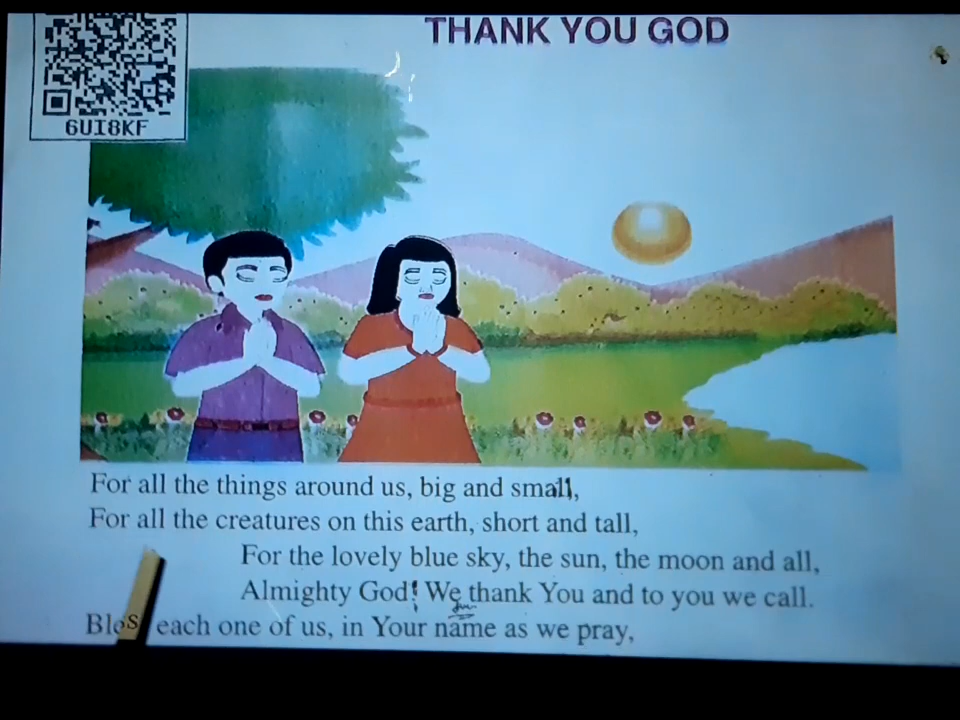 THANK YOU GOD
6UI8KF
For all the things around us, big and small,
For all the creatures on this earth, short and tall,
For the lovely blue sky, the sun, the moon and all,
Almighty God! We thank You and to you we call.
Bles each one of us, in Your name as we pray,